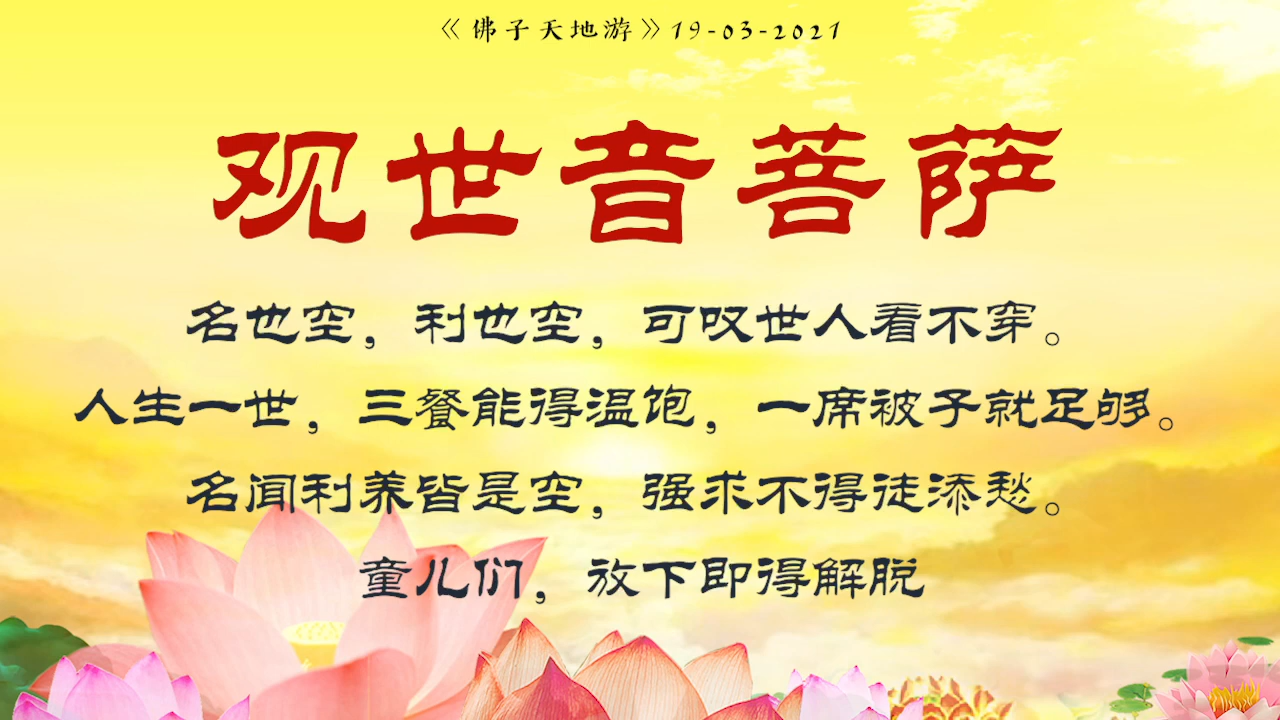 《佛子天地游》19-03-2021
观世音菩萨
名也空，利也空，可叹世人看不穿。
人生一世，三餐能得温饱，一席被子就足够。
名闻利养皆是空，强求不得徒添愁。
童儿们，放下即得解脱